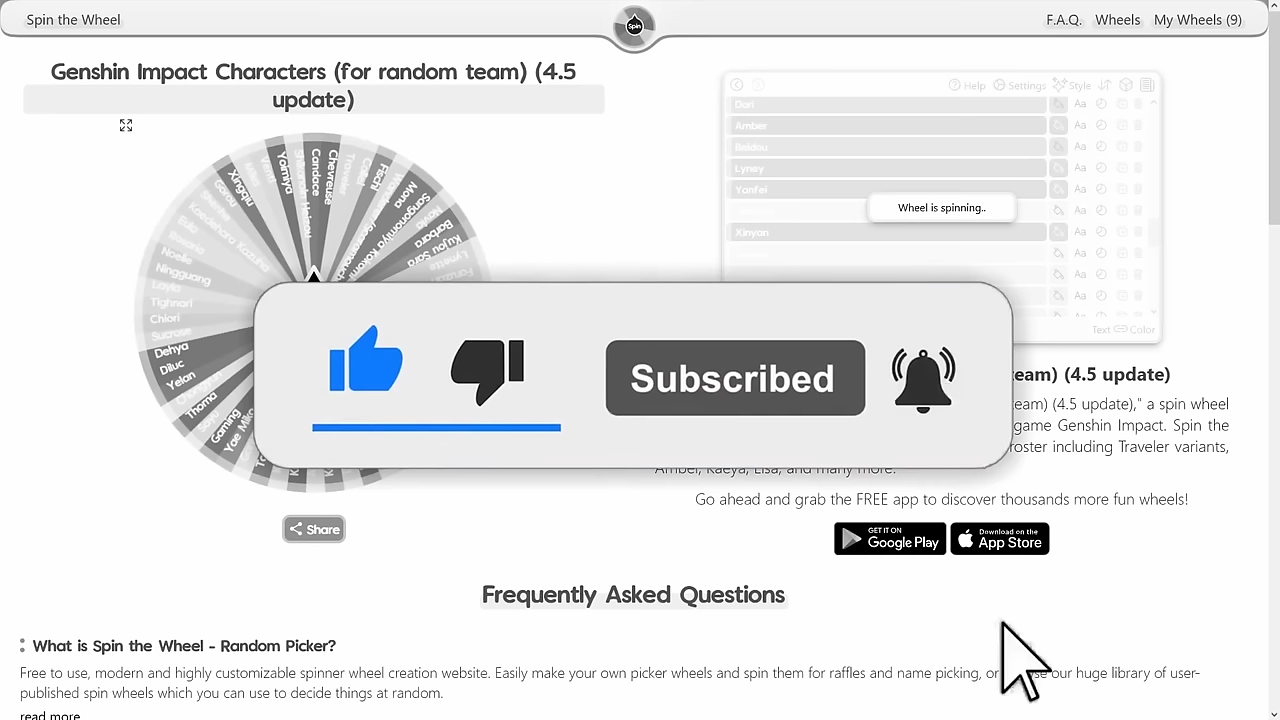 Spin the Wheel
Spin
F.A.Q. Wheels My Wheels (9)
Genshin Impact Characters (for random team) (4.5
update)
Help Settings Style
Dori
Amber
Beidou
Lyney
Yanfei
Wheel is spinning..
Xinyan
Text Color
Xingqiu
Yoimiya
Candace
Chevreuse
Mona
Barbara
Kujou Sara
Lynette
Kaedehara Kazuha
Noelle
Ningguang
Layla
Tighnari
Chiori
Sucrose
Dehya
Diluc
Yelan
Thoma
Gaming
Yae Miko
Subscribed
team) (4.5 update)
eam) (4.5 update)," a spin wheel
game Genshin Impact. Spin the
roster including Traveler variants,
Amber, Kaeya, Lisa, and many more.
Go ahead and grab the FREE app to discover thousands more fun wheels!
Share
GET IT ON
Google Play
Download on the
App Store
Frequently Asked Questions
What is Spin the Wheel - Random Picker?
Free to use, modern and highly customizable spinner wheel creation website. Easily make your own picker wheels and spin them for raffles and name picking, or our huge library of user-
published spin wheels which you can use to decide things at random.
read more